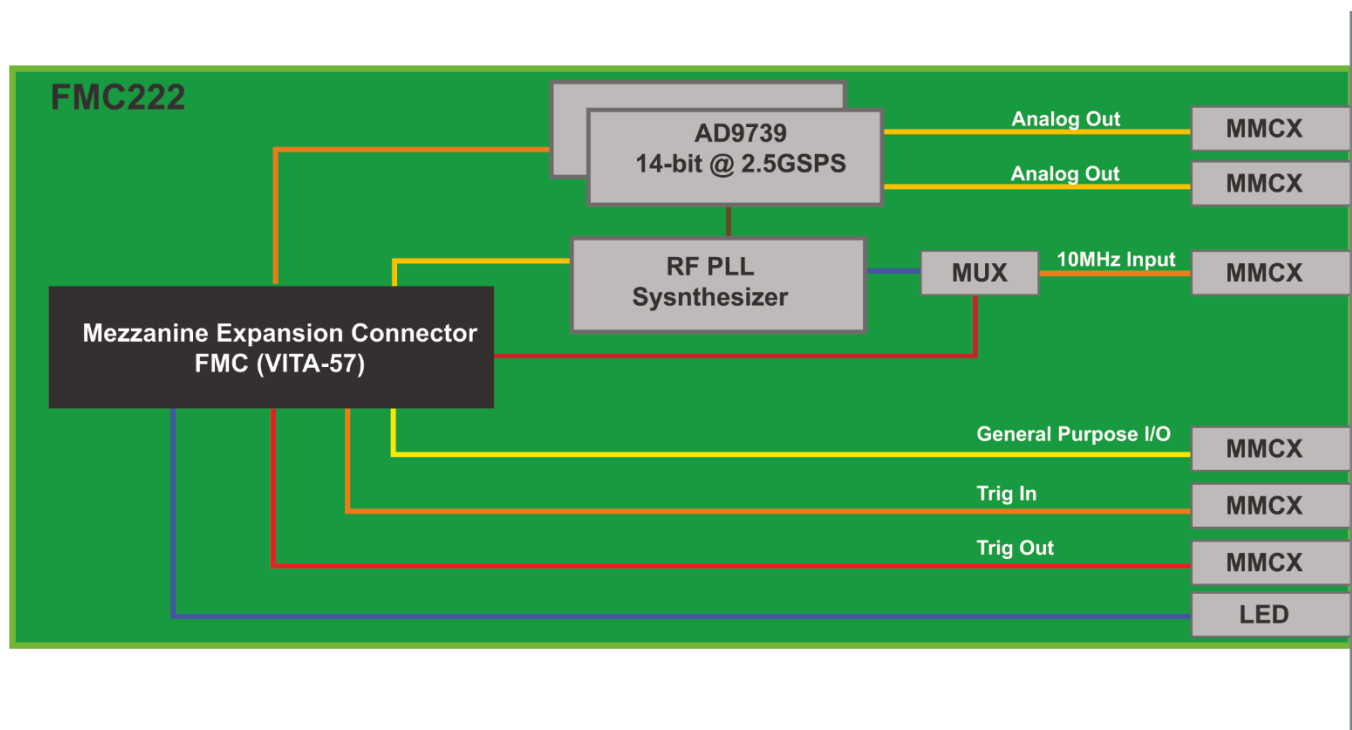 FMC222
AD9739
14-bit @ 2.5GSPS
Analog Out
MMCX
Analog Out
MMCX
RF PLL
Sysnthesizer
MUX
10MHz Input
MMCX
Mezzanine Expansion Connector
FMC (VITA-57)
General Purpose I/O
MMCX
Trig In
MMCX
Trig Out
MMCX
LED